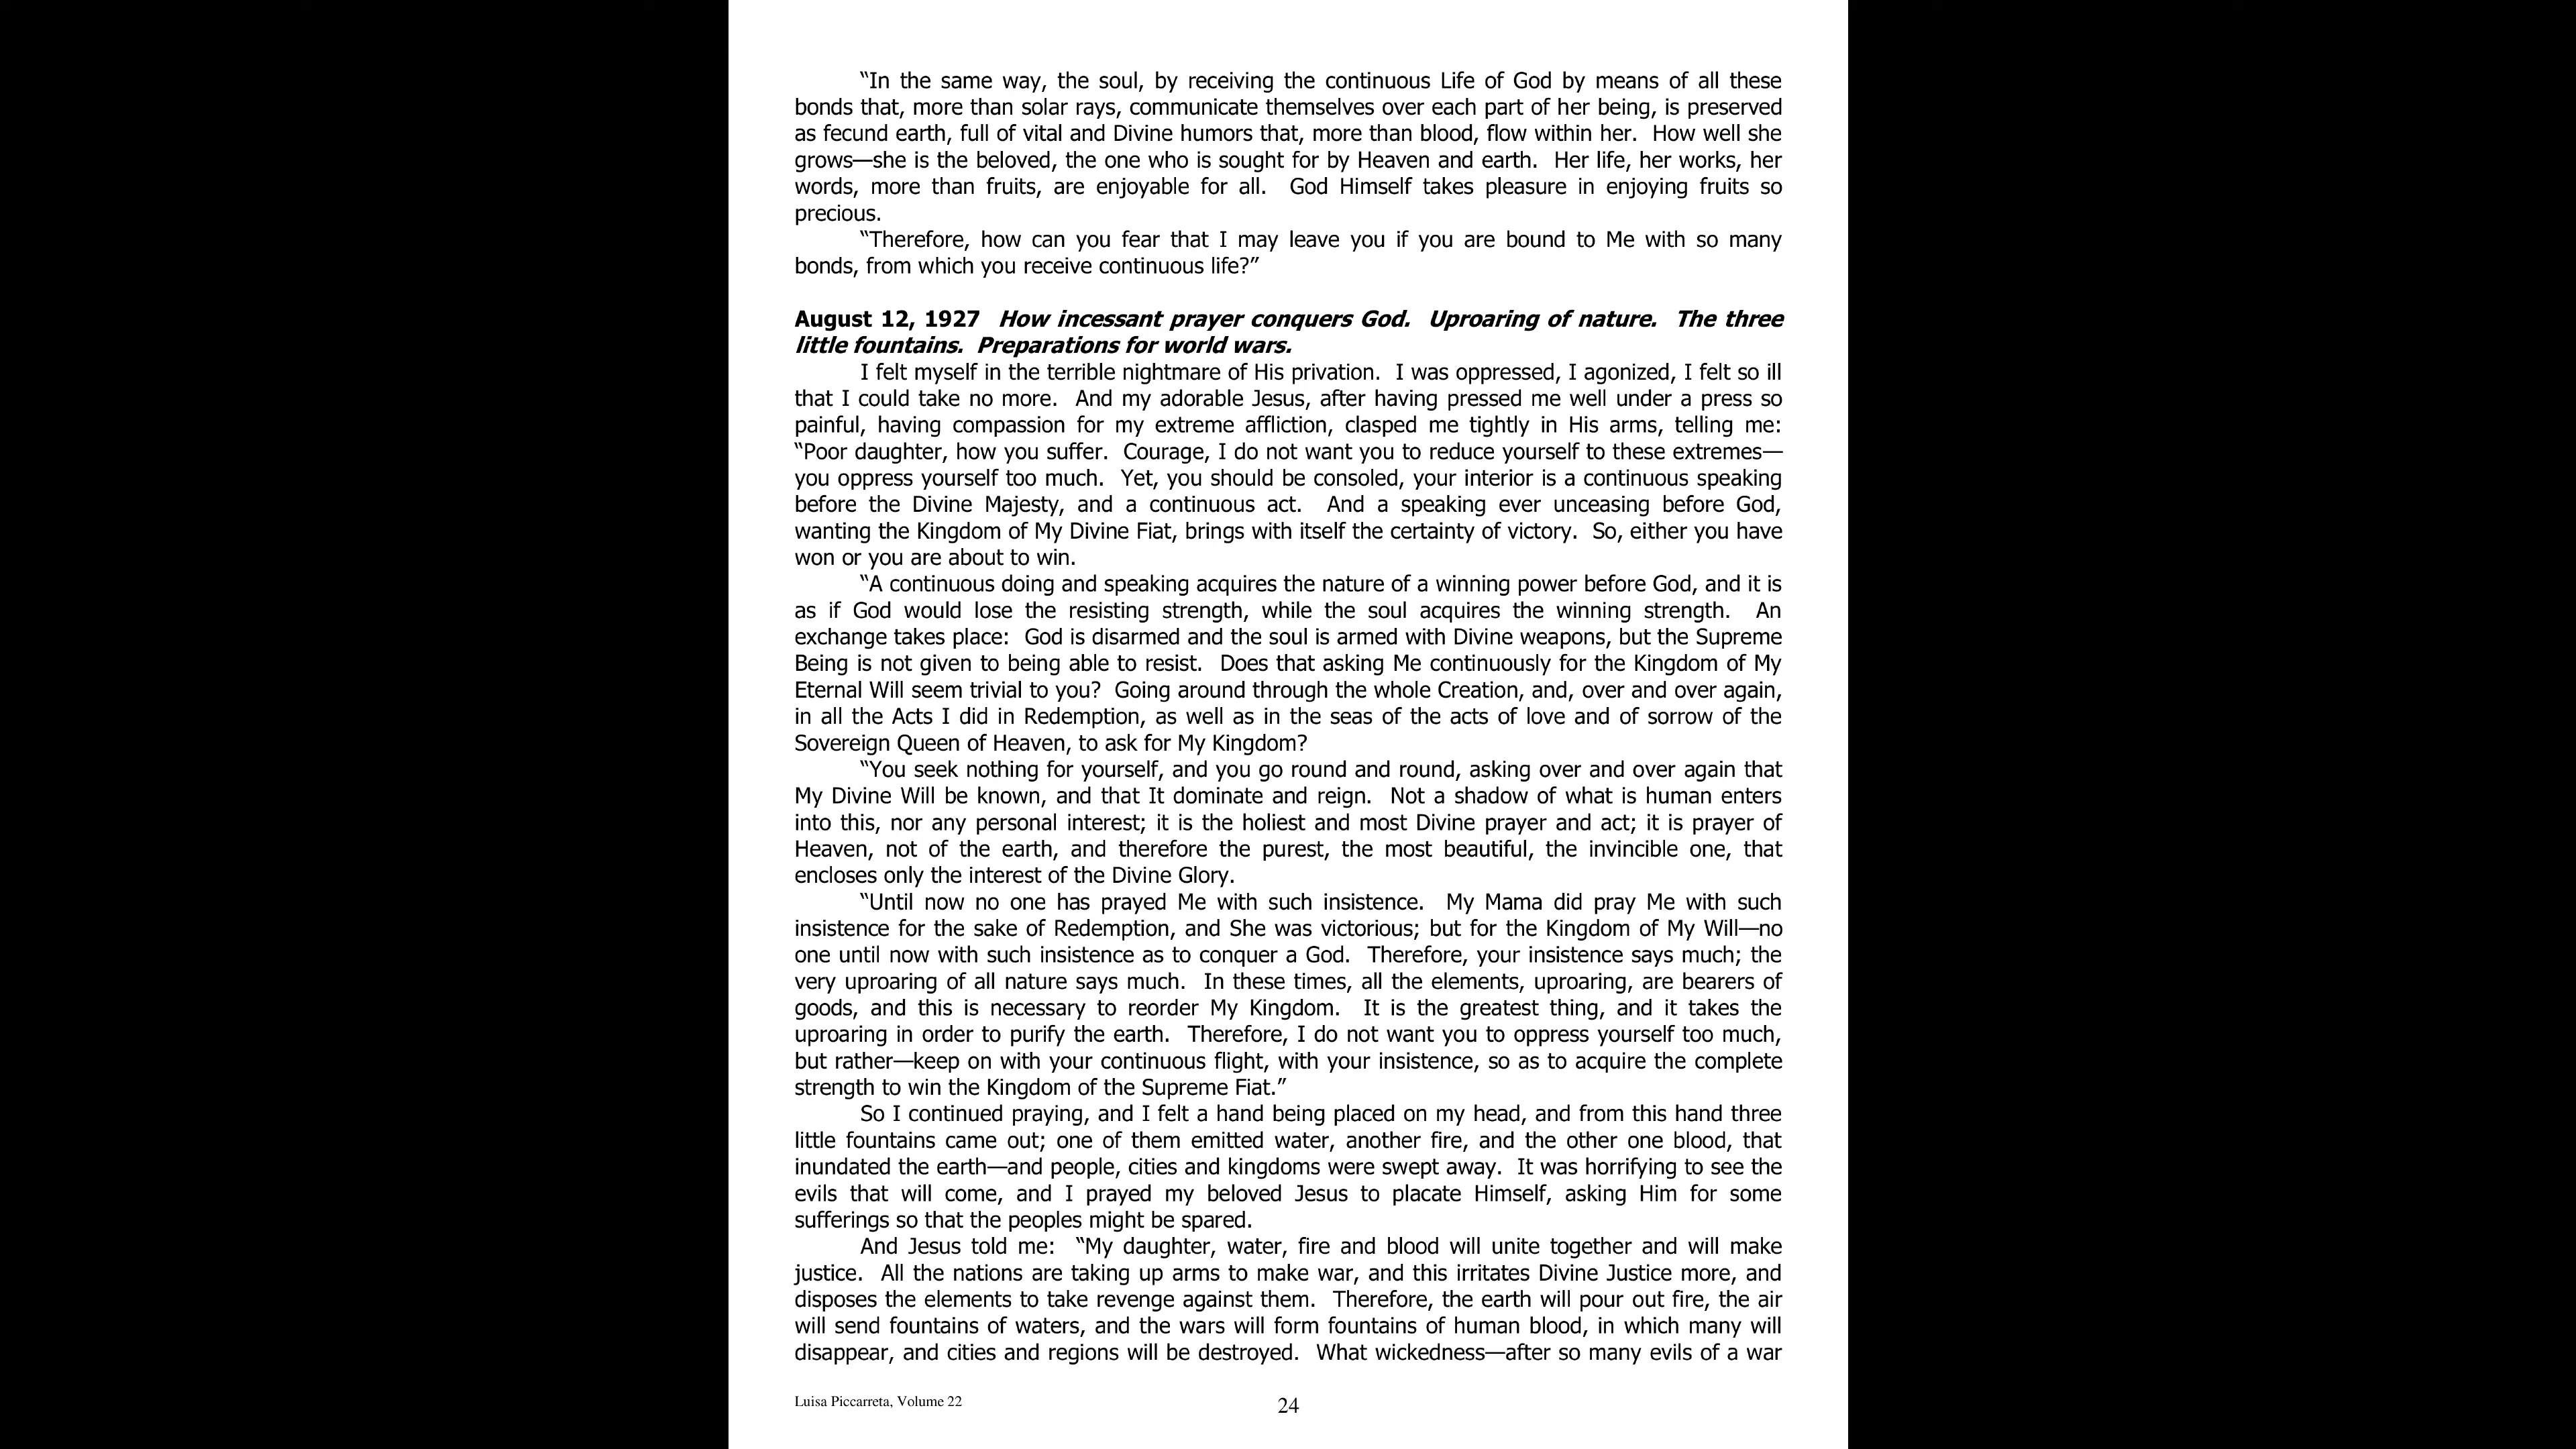 “In the same way, the soul, by receiving the continuous Life of God by means of all these
bonds that, more than solar rays, communicate themselves over each part of her being, is preserved
as fecund earth, full of vital and Divine humors that, more than blood, flow within her.  How well she
grows—she is the beloved, the one who is sought for by Heaven and earth.  Her life, her works, her
words, more than fruits, are enjoyable for all.  God Himself takes pleasure in enjoying fruits so
precious.
“Therefore, how can you fear that I may leave you if you are bound to Me with so many
bonds, from which you receive continuous life?”
August 12, 1927  How incessant prayer conquers God.  Uproaring of nature.  The three
little fountains.  Preparations for world wars.
I felt myself in the terrible nightmare of His privation.  I was oppressed, I agonized, I felt so ill
that I could take no more.  And my adorable Jesus, after having pressed me well under a press so
painful, having compassion for my extreme affliction, clasped me tightly in His arms, telling me:
“Poor daughter, how you suffer.  Courage, I do not want you to reduce yourself to these extremes—
you oppress yourself too much.  Yet, you should be consoled, your interior is a continuous speaking
before the Divine Majesty, and a continuous act.  And a speaking ever unceasing before God,
wanting the Kingdom of My Divine Fiat, brings with itself the certainty of victory.  So, either you have
won or you are about to win.
“A continuous doing and speaking acquires the nature of a winning power before God, and it is
as if God would lose the resisting strength, while the soul acquires the winning strength.  An
exchange takes place:  God is disarmed and the soul is armed with Divine weapons, but the Supreme
Being is not given to being able to resist.  Does that asking Me continuously for the Kingdom of My
Eternal Will seem trivial to you?  Going around through the whole Creation, and, over and over again,
in all the Acts I did in Redemption, as well as in the seas of the acts of love and of sorrow of the
Sovereign Queen of Heaven, to ask for My Kingdom?
“You seek nothing for yourself, and you go round and round, asking over and over again that
My Divine Will be known, and that It dominate and reign.  Not a shadow of what is human enters
into this, nor any personal interest; it is the holiest and most Divine prayer and act; it is prayer of
Heaven, not of the earth, and therefore the purest, the most beautiful, the invincible one, that
encloses only the interest of the Divine Glory.
“Until now no one has prayed Me with such insistence.  My Mama did pray Me with such
insistence for the sake of Redemption, and She was victorious; but for the Kingdom of My Will—no
one until now with such insistence as to conquer a God.  Therefore, your insistence says much; the
very uproaring of all nature says much.  In these times, all the elements, uproaring, are bearers of
goods, and this is necessary to reorder My Kingdom.  It is the greatest thing, and it takes the
uproaring in order to purify the earth.  Therefore, I do not want you to oppress yourself too much,
but rather—keep on with your continuous flight, with your insistence, so as to acquire the complete
strength to win the Kingdom of the Supreme Fiat.”
So I continued praying, and I felt a hand being placed on my head, and from this hand three
little fountains came out; one of them emitted water, another fire, and the other one blood, that
inundated the earth—and people, cities and kingdoms were swept away.  It was horrifying to see the
evils that will come, and I prayed my beloved Jesus to placate Himself, asking Him for some
sufferings so that the peoples might be spared.
And Jesus told me:  “My daughter, water, fire and blood will unite together and will make
justice.  All the nations are taking up arms to make war, and this irritates Divine Justice more, and
disposes the elements to take revenge against them.  Therefore, the earth will pour out fire, the air
will send fountains of waters, and the wars will form fountains of human blood, in which many will
disappear, and cities and regions will be destroyed.  What wickedness—after so many evils of a war
Luisa Piccarreta, Volume 22
24